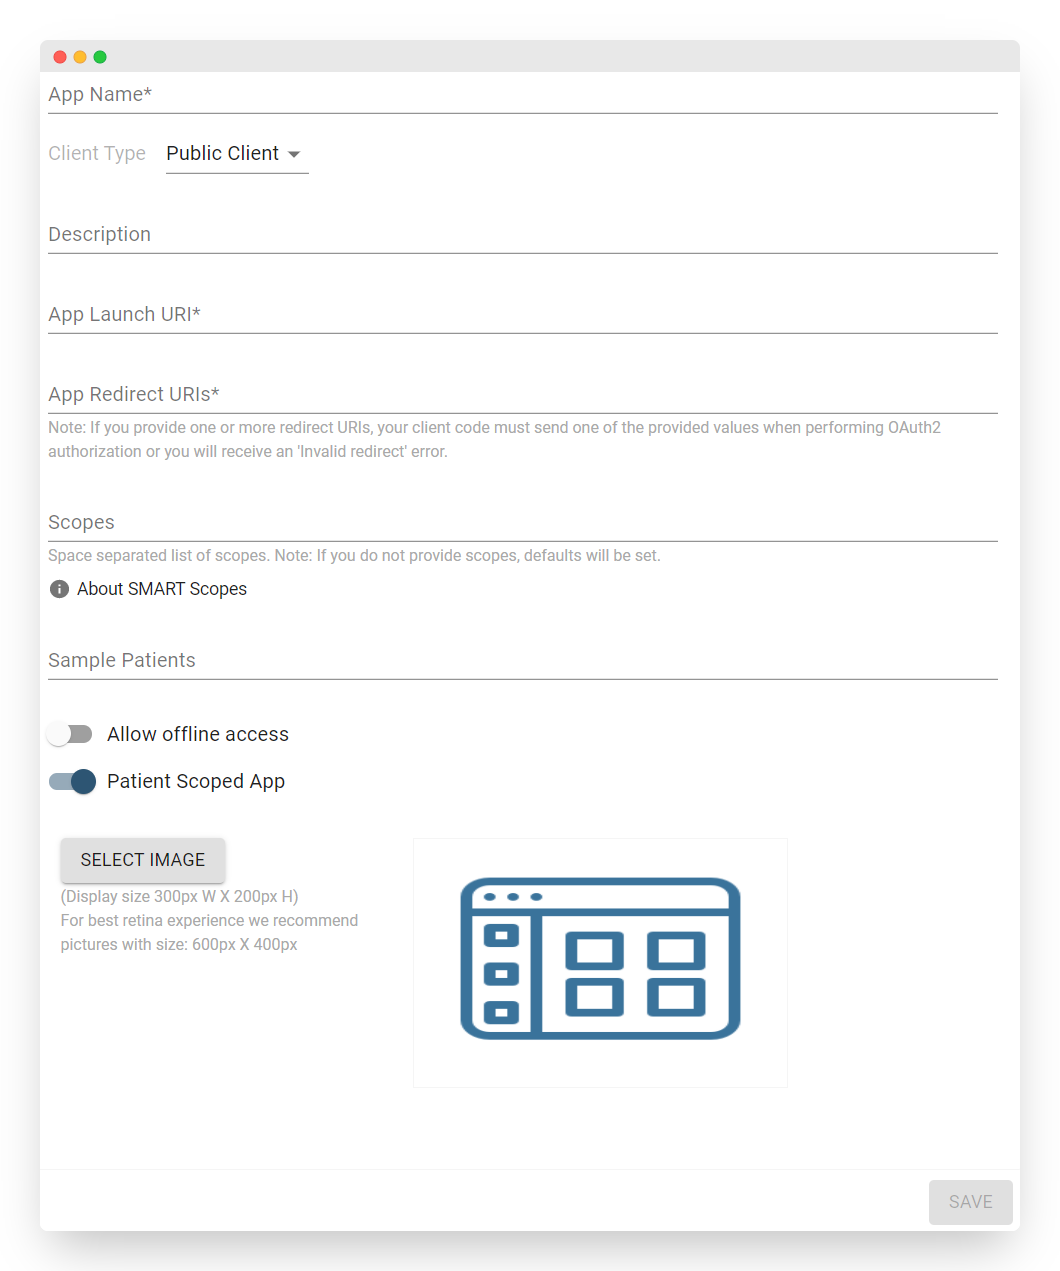 App Name*
Client Type Public Client
Description
App Launch URI*
App Redirect URIs*
Note: If you provide one or more redirect URIs, your client code must send one of the provided values when performing OAuth2
authorization or you will receive an 'Invalid redirect' error.
Scopes
Space separated list of scopes. Note: If you do not provide scopes, defaults will be set.
About SMART Scopes
Sample Patients
Allow offline access
Patient Scoped App
SELECT IMAGE
(Display size 300px W X 200px H)
For best retina experience we recommend
pictures with size: 600px X 400px
SAVE